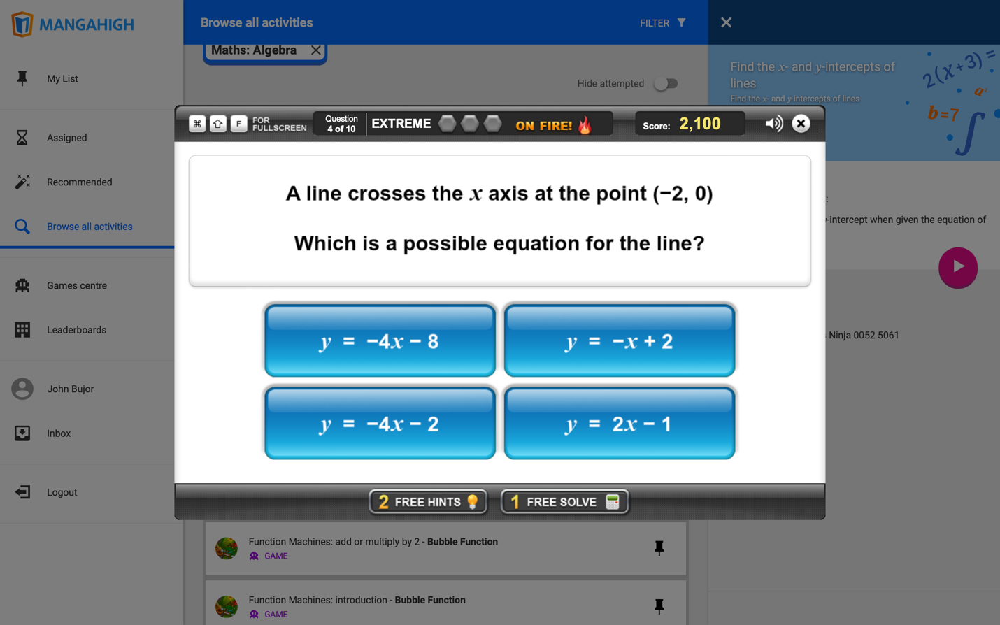 MANGAHIGH
My List
Assigned
Recommended
Browse all activities
Games centre
Leaderboards
John Bujor
Inbox
Logout
Browse all activities
FILTER
Maths: Algebra
Hide attempted
Find the x- and y-intercepts of
lines
Find the x- and y-intercepts of lines
2(x+3)=
a²
b=7
∫
:
-intercept when given the equation of
Ninja 0052 5061
⌘ ⇧ F FOR
FULLSCREEN
Question
4 of 10
EXTREME
ON FIRE!
Score: 2,100
A line crosses the x axis at the point (−2, 0)
Which is a possible equation for the line?
y = −4x − 8
y = −x + 2
y = −4x − 2
y = 2x − 1
2 FREE HINTS
1 FREE SOLVE
Function Machines: add or multiply by 2 - Bubble Function
GAME
Function Machines: introduction - Bubble Function
GAME